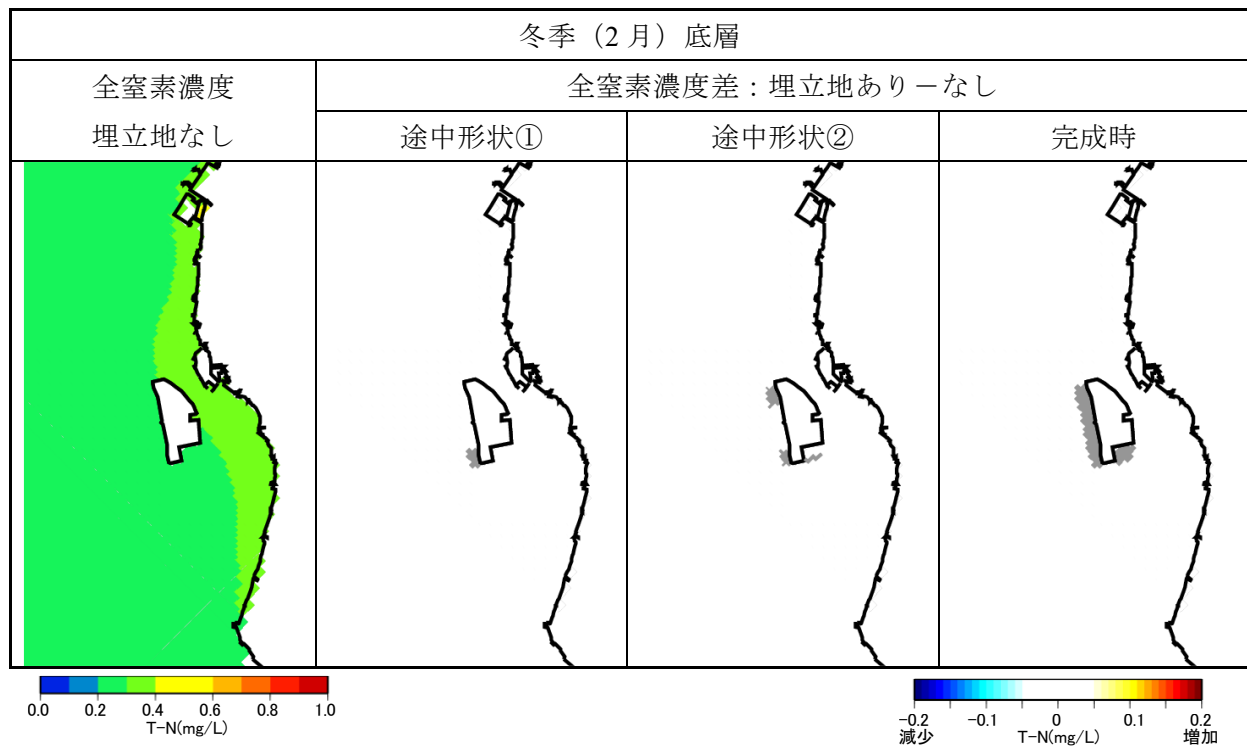 冬季（2月）底層
全窒素濃度
埋立地なし
全窒素濃度差：埋立地あり－なし
途中形状①
途中形状②
完成時
0.0 0.2 0.4 0.6 0.8 1.0
T-N(mg/L)
-0.2 -0.1 0 0.1 0.2
減少 T-N(mg/L) 増加